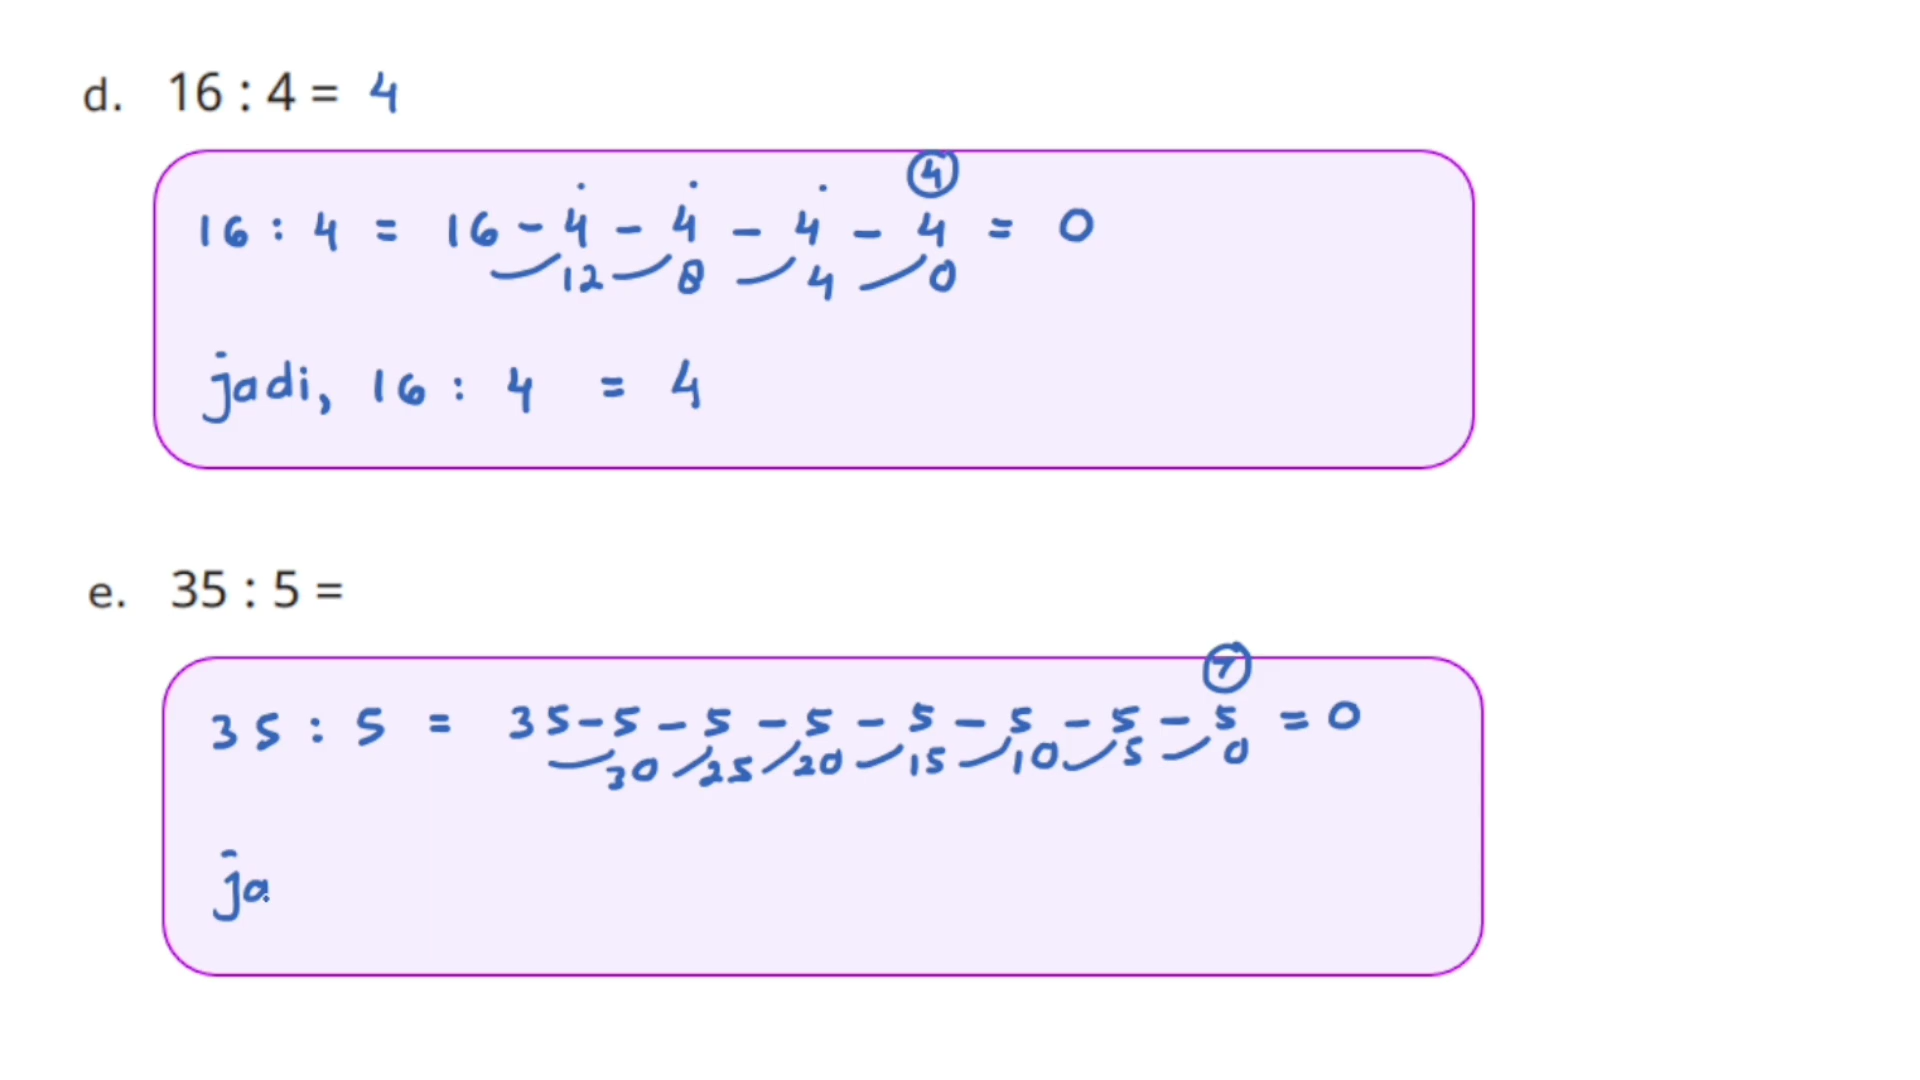 d. 16 : 4 = 4
4
16 : 4 = 16 - 4 - 4 - 4 - 4 = 0
12 8 4 0
jadi, 16 : 4 = 4
e. 35 : 5 =
7
35 : 5 = 35 - 5 - 5 - 5 - 5 - 5 - 5 - 5 = 0
30 25 20 15 10 5 0
ja